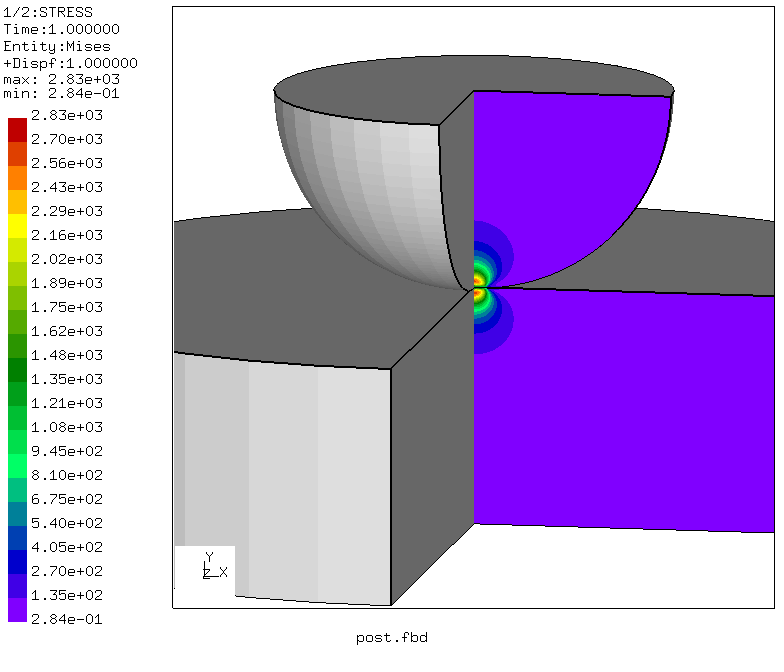 1/2:STRESS
Time:1.000000
Entity:Mises
+Dispf:1.000000
max: 2.83e+03
min: 2.84e-01
2.83e+03
2.70e+03
2.56e+03
2.43e+03
2.29e+03
2.16e+03
2.02e+03
1.89e+03
1.75e+03
1.62e+03
1.48e+03
1.35e+03
1.21e+03
1.08e+03
9.45e+02
8.10e+02
6.75e+02
5.40e+02
4.05e+02
2.70e+02
1.35e+02
2.84e-01
Y
Z X
post.fbd